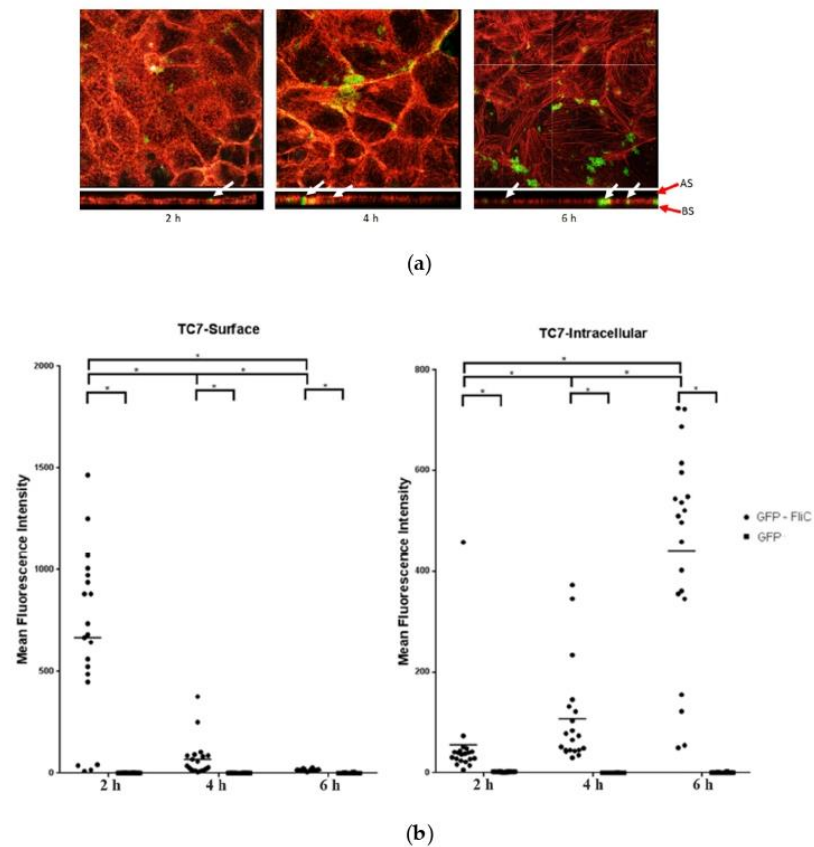 AS
BS
2 h 4 h 6 h
(a)
TC7-Surface
TC7-Intracellular
2000
1500
1000
500
0
Mean Fluorescence Intensity
* * *
* * *
2 h 4 h 6 h
800
600
400
200
0
Mean Fluorescence Intensity
* * *
* * *
2 h 4 h 6 h
GFP - FliC
GFP
(b)